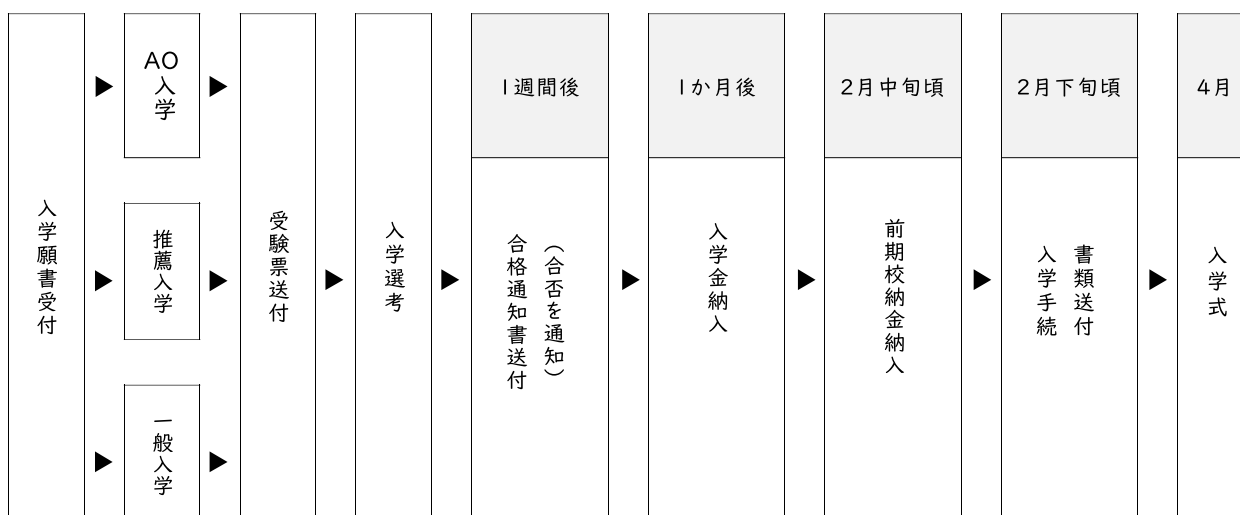 入学願書受付
AO
入学
推薦入学
一般入学
受験票送付
入学選考
1週間後
合格通知書送付
（合否を通知）
1か月後
入学金納入
2月中旬頃
前期校納金納入
2月下旬頃
書類送付
入学手続
4月
入学式